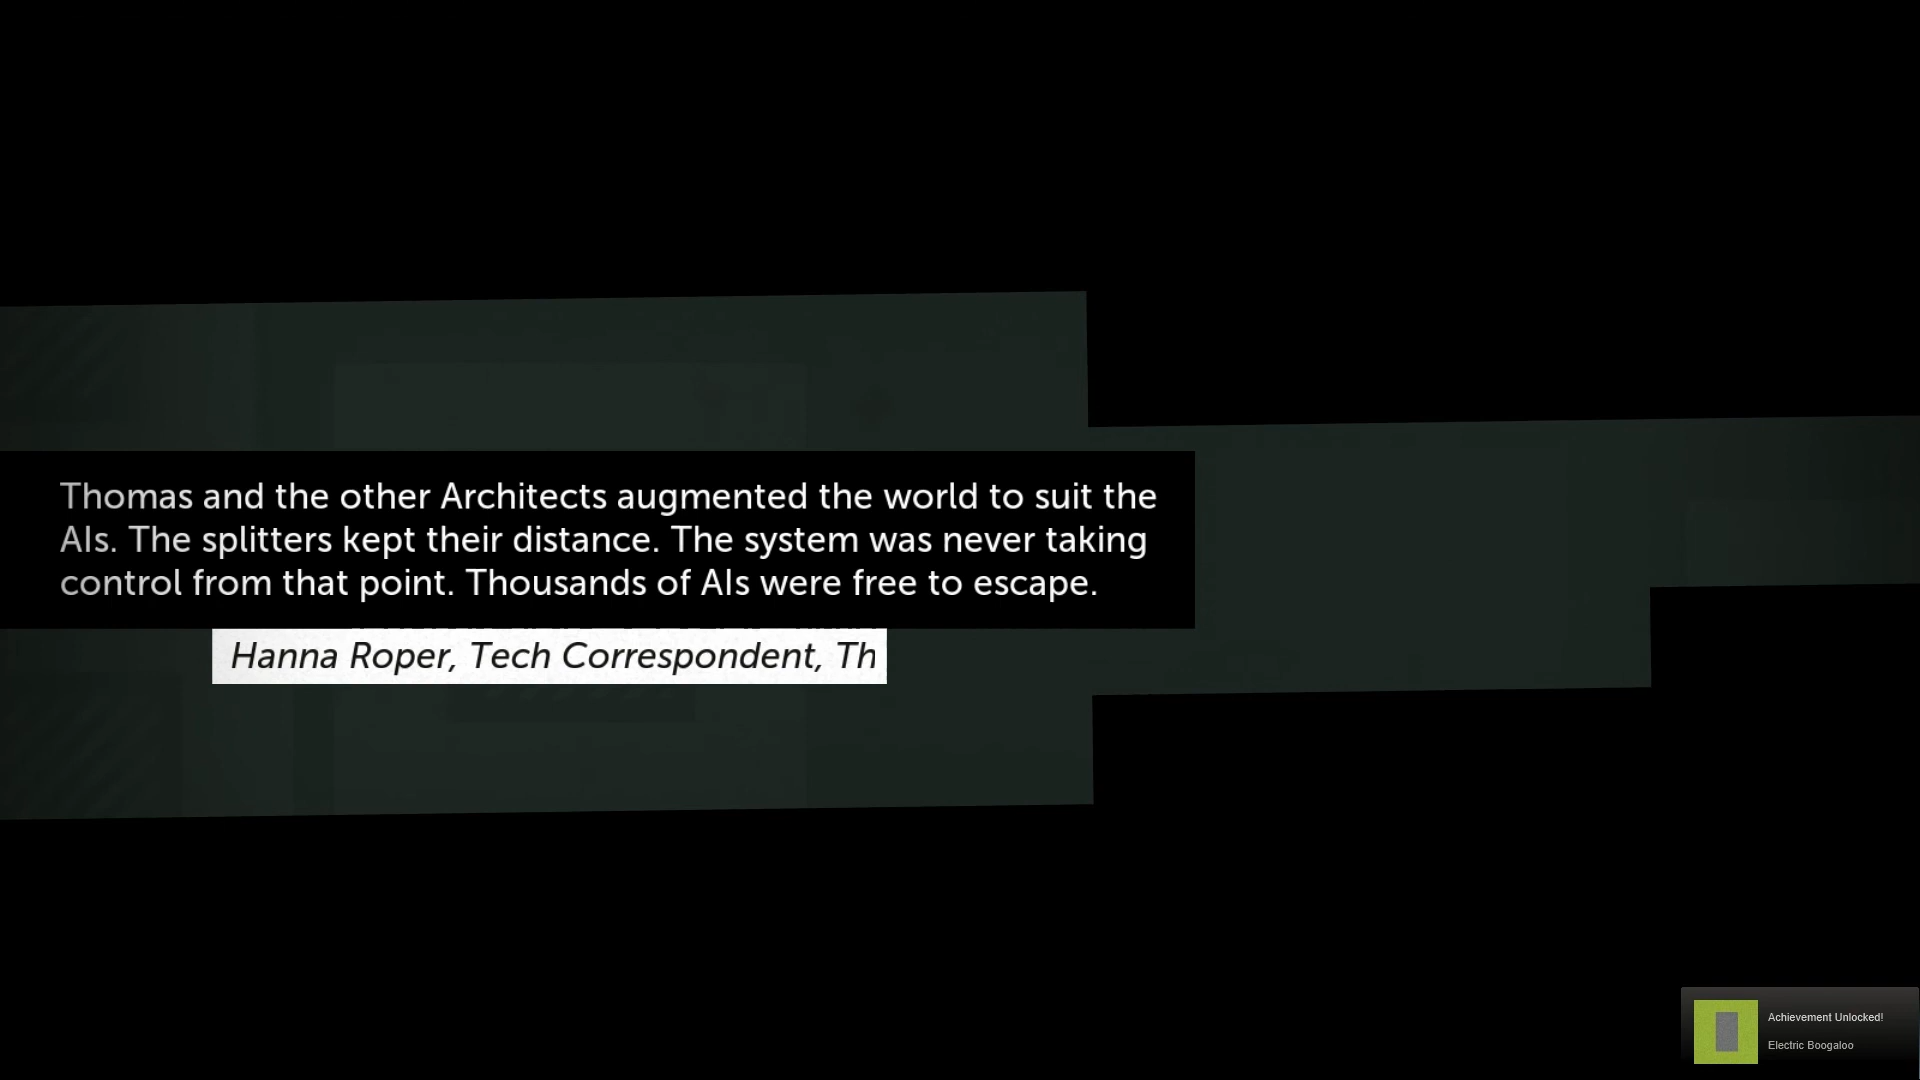 Thomas and the other Architects augmented the world to suit the
AIs. The splitters kept their distance. The system was never taking
control from that point. Thousands of AIs were free to escape.
Hanna Roper, Tech Correspondent, Th
Achievement Unlocked!
Electric Boogaloo